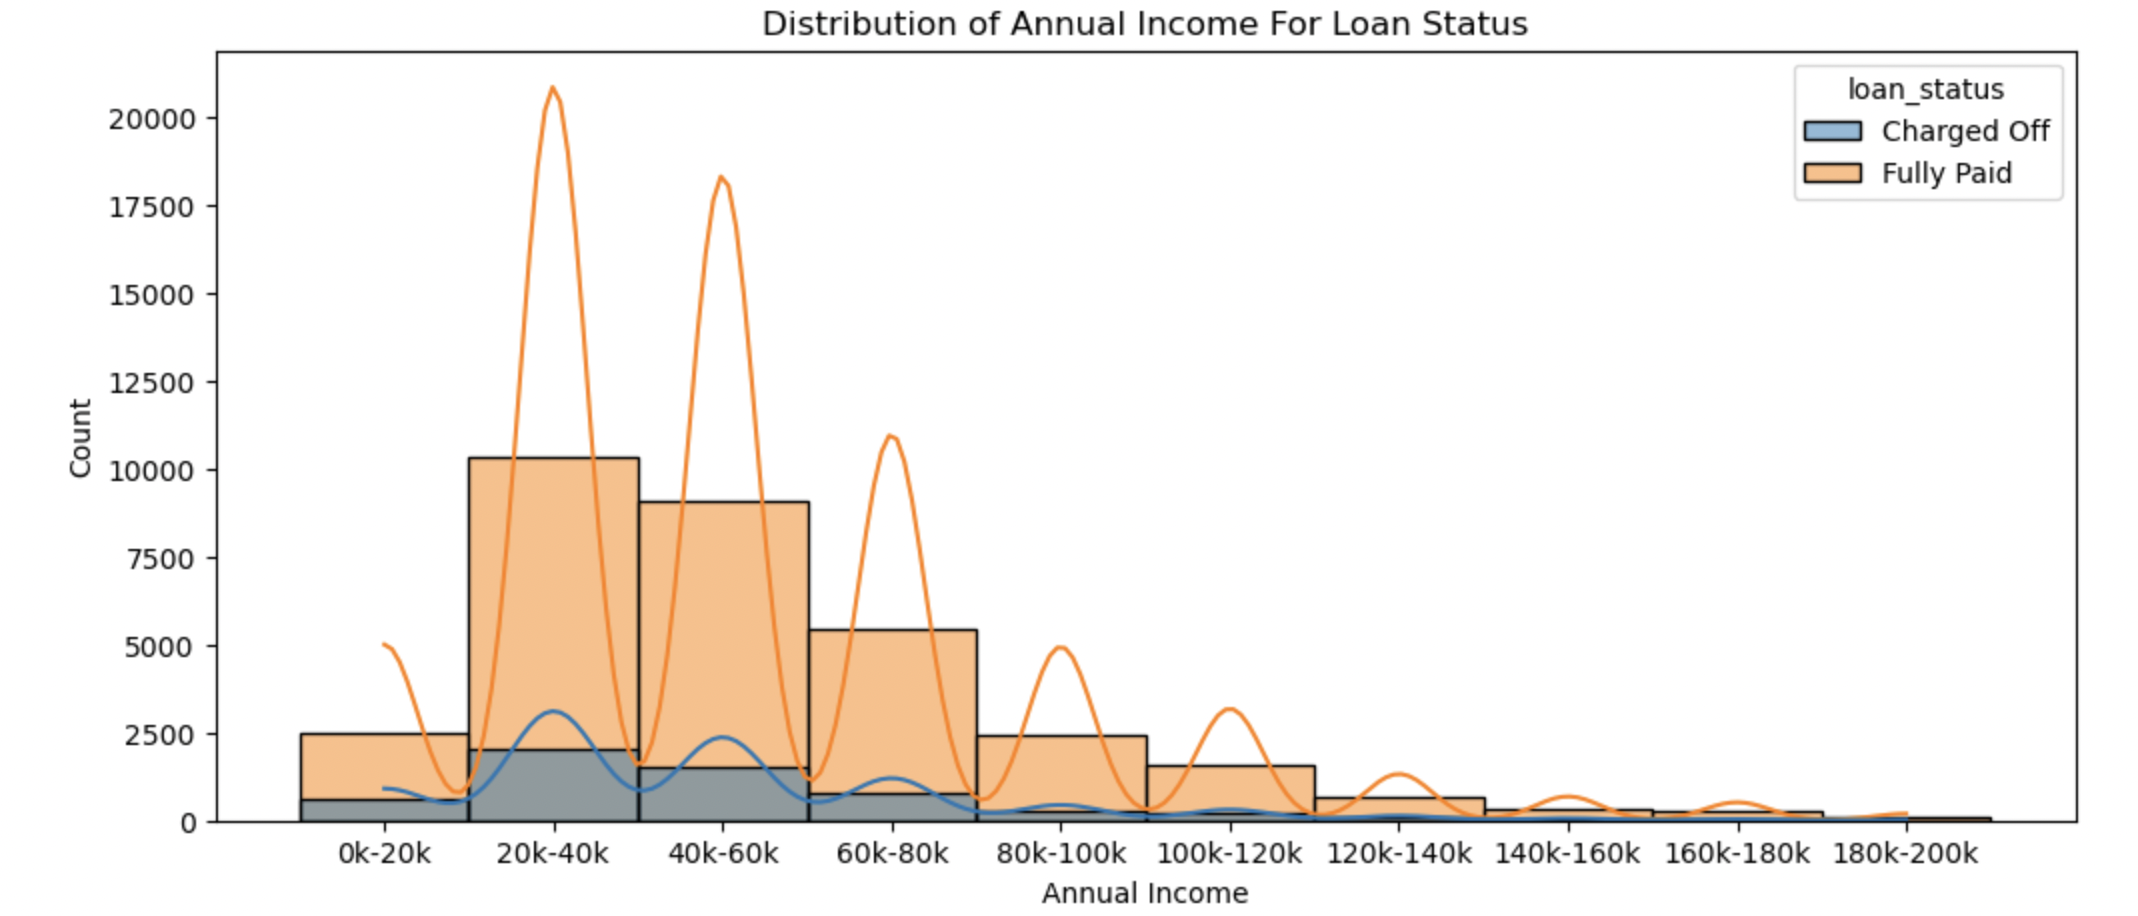 Distribution of Annual Income For Loan Status
loan_status
Charged Off
Fully Paid
20000
17500
15000
12500
10000
7500
5000
2500
0
Count
0k-20k 20k-40k 40k-60k 60k-80k 80k-100k 100k-120k 120k-140k 140k-160k 160k-180k 180k-200k
Annual Income